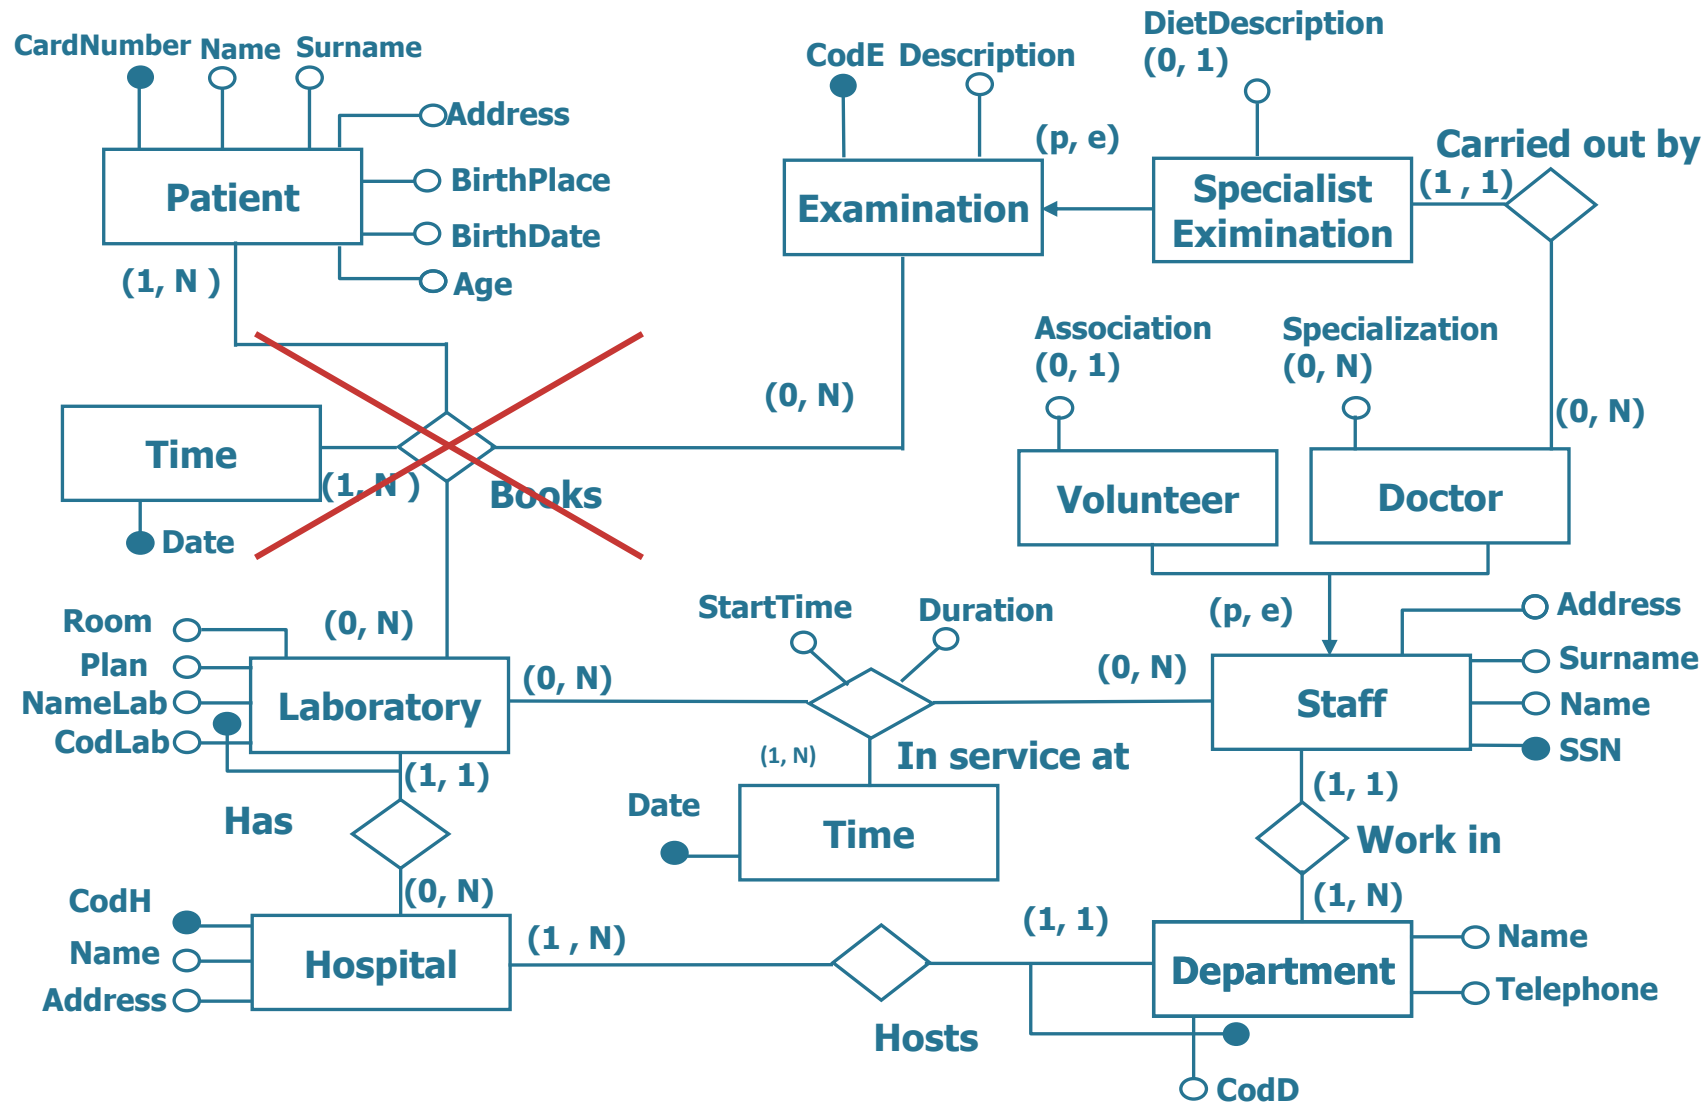 DietDescription
(0, 1)
CardNumber Name Surname
CodE Description
Address
(p, e)
Carried out by
(1 , 1)
Patient
BirthPlace
Examination
Specialist
Eximination
BirthDate
(1, N )
Age
Association
(0, 1)
Specialization
(0, N)
(0, N)
(0, N)
Time
(1, N )
Books
Volunteer
Doctor
Date
StartTime
Duration
Room
(0, N)
(p, e)
Address
Plan
(0, N)
(0, N)
Surname
NameLab
Laboratory
Staff
Name
CodLab
(1, 1)
(1, N)
In service at
SSN
Has
Date
Time
(1, 1)
Work in
CodH
(0, N)
(1, N)
Name
Hospital
(1 , N)
(1, 1)
Department
Name
Address
Telephone
Hosts
CodD